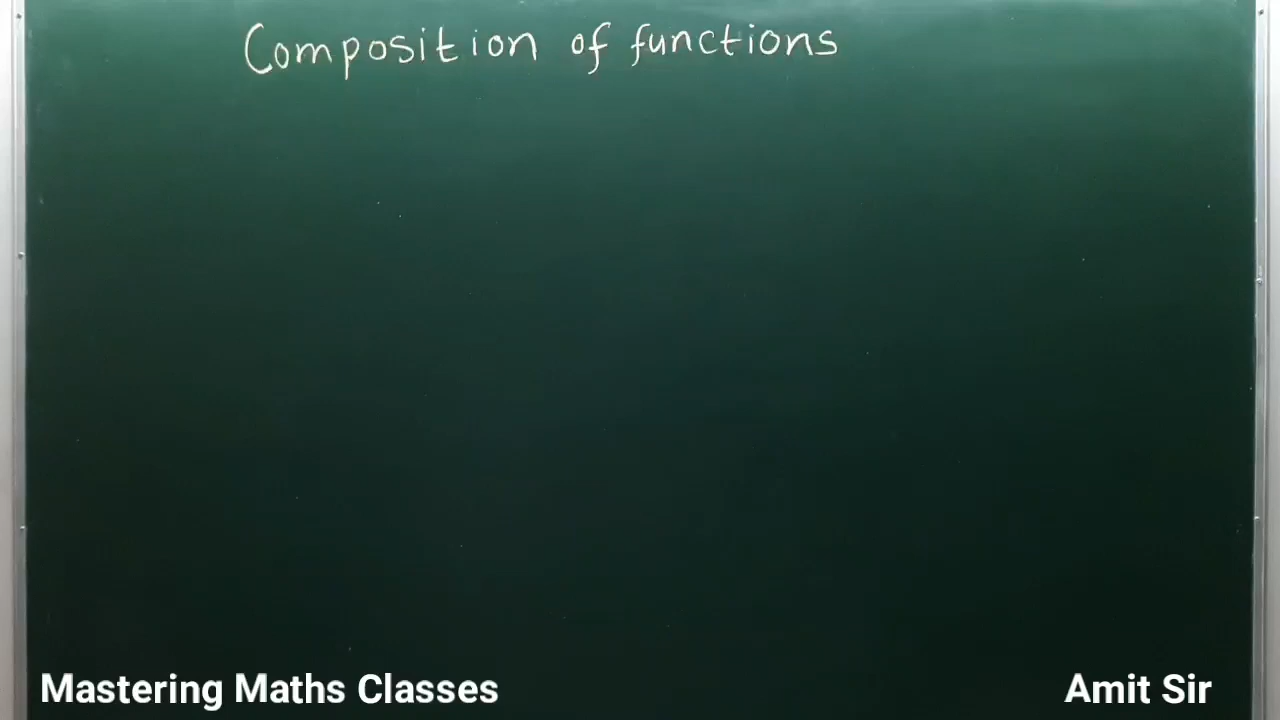 Composition of functions
Mastering Maths Classes
Amit Sir